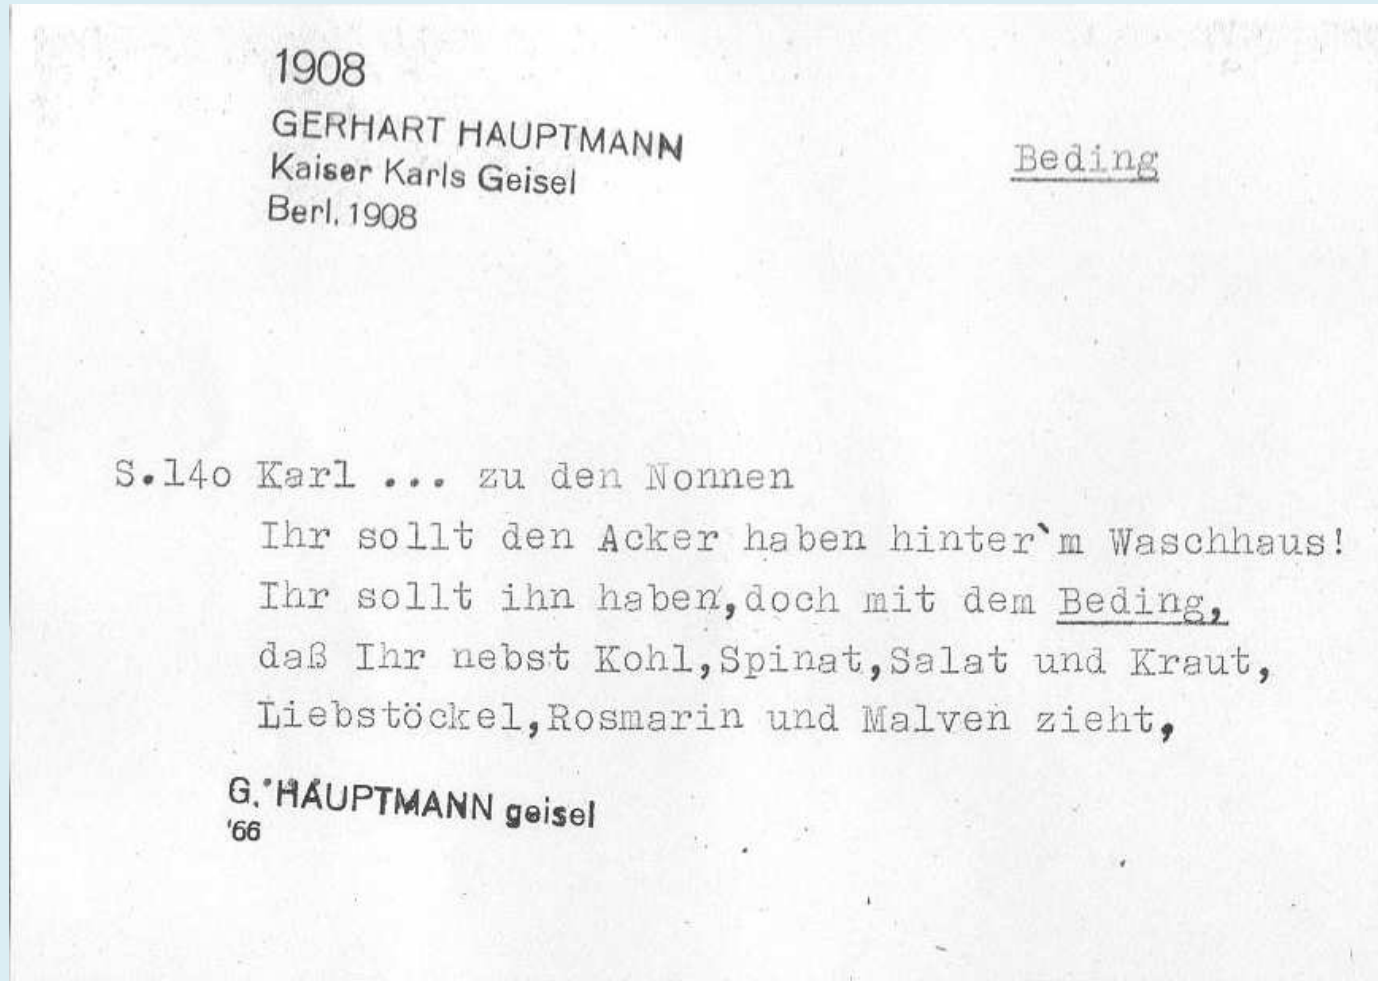 1908
GERHART HAUPTMANN
Kaiser Karls Geisel
Berl. 1908
Beding
S.14o Karl ... zu den Nonnen
Ihr sollt den Acker haben hinter`m Waschhaus!
Ihr sollt ihn haben,doch mit dem Beding,
daß Ihr nebst Kohl,Spinat,Salat und Kraut,
Liebstöckel,Rosmarin und Malven zieht,
G. HAUPTMANN geisel
'66